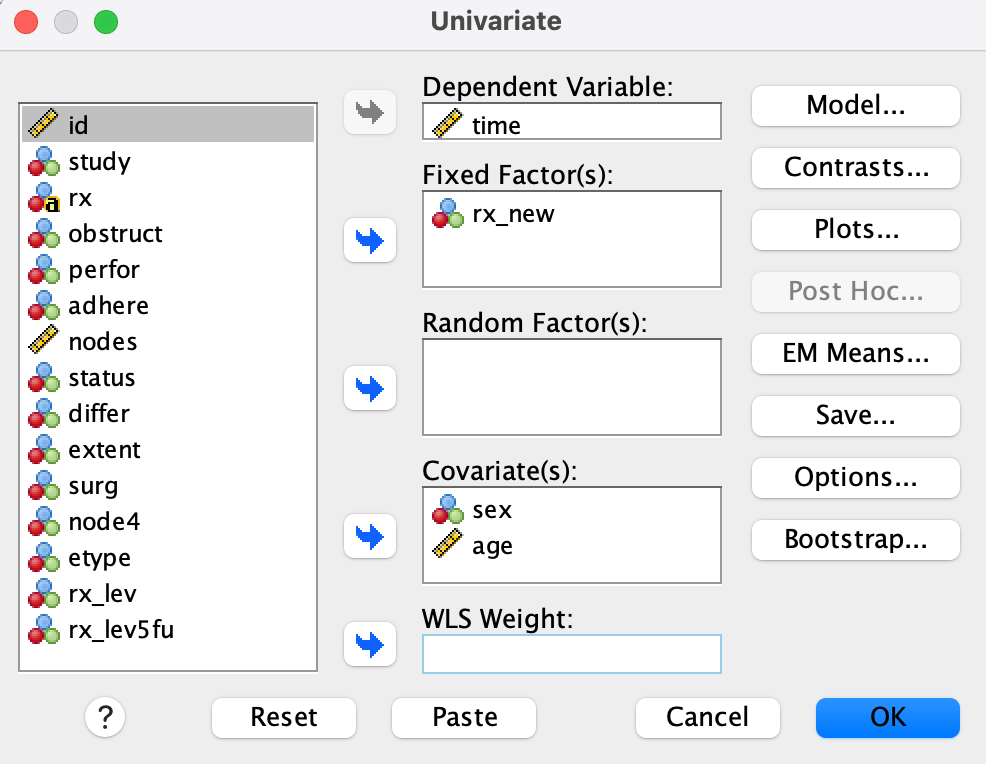 Univariate
id
study
rx
obstruct
perfor
adhere
nodes
status
differ
extent
surg
node4
etype
rx_lev
rx_lev5fu
Dependent Variable:
time
Fixed Factor(s):
rx_new
Random Factor(s):
Covariate(s):
sex
age
WLS Weight:
Model...
Contrasts...
Plots...
Post Hoc...
EM Means...
Save...
Options...
Bootstrap...
?
Reset
Paste
Cancel
OK